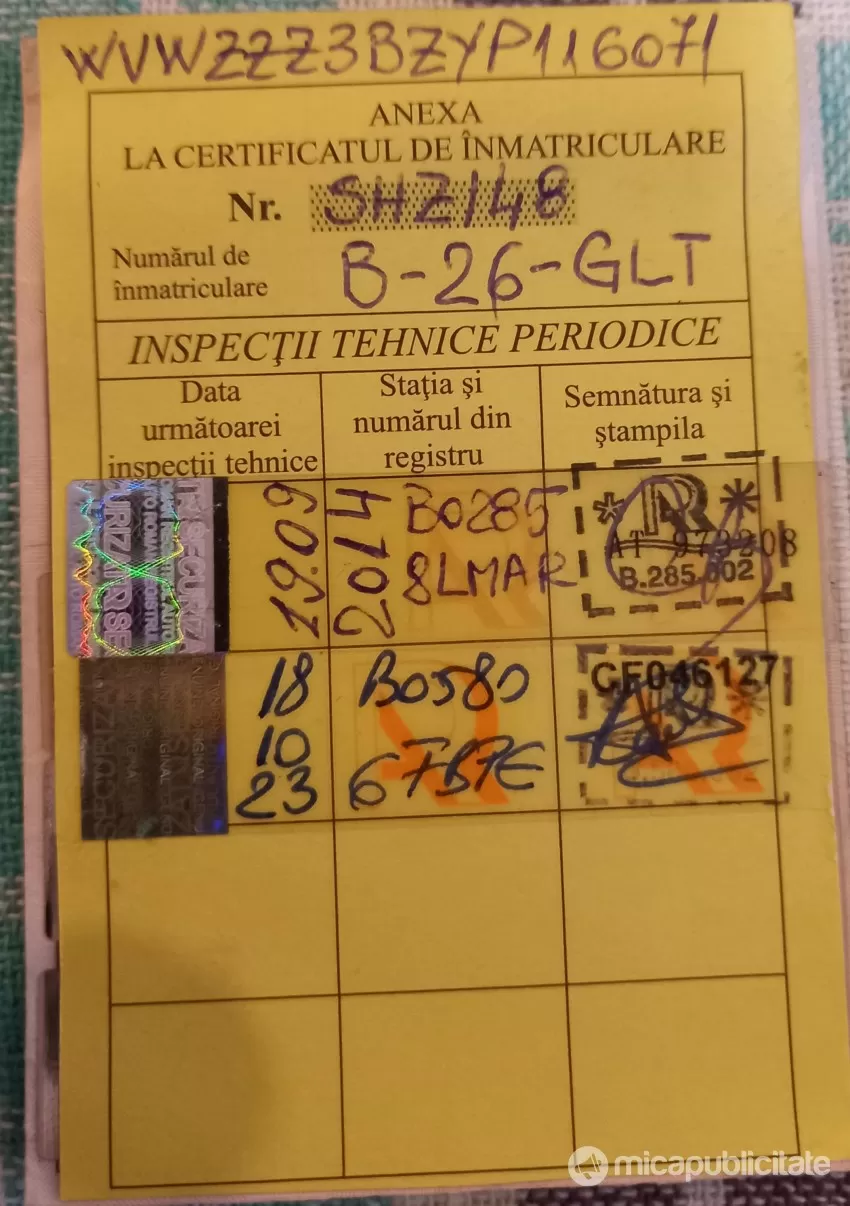 WVWZZZ3BZYP116071
ANEXA
LA CERTIFICATUL DE ÎNMATRICULARE
Nr. SHZ148
Numărul de
înmatriculare
B-26-GLT
INSPECŢII TEHNICE PERIODICE
Data
următoarei
inspecţii tehnice
Staţia şi
numărul din
registru
Semnătura şi
ştampila
19.09
2014
B0285
8LMAR
R
B.285.002
18
10
23
B0580
CF046127
micapublicitate